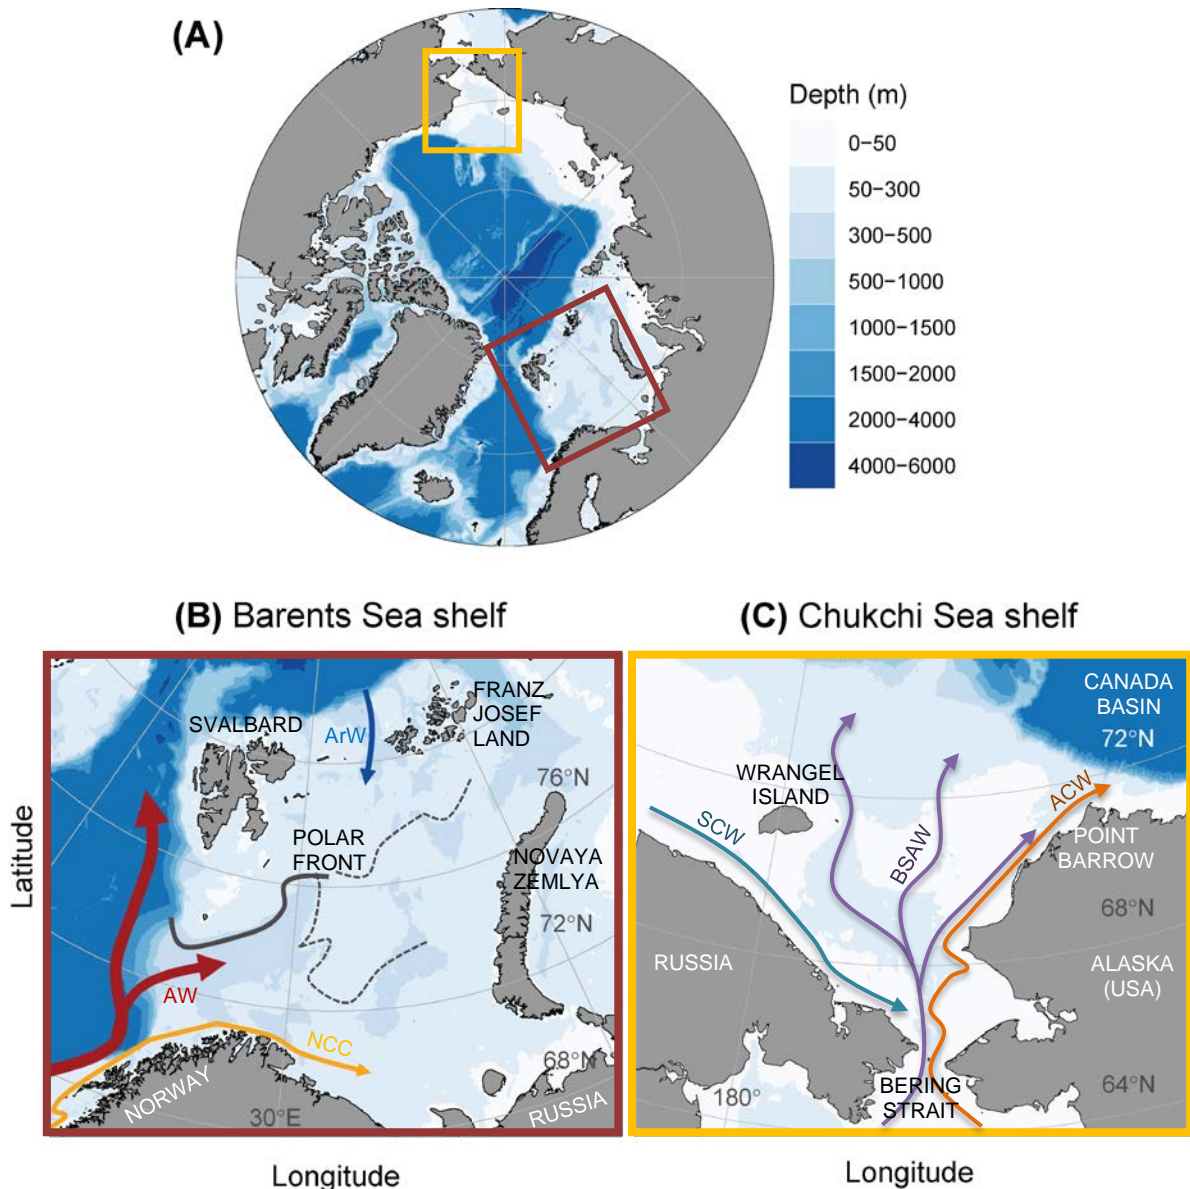 (A)
Depth (m)
0−50
50−300
300−500
500−1000
1000−1500
1500−2000
2000−4000
4000−6000
(B) Barents Sea shelf
Latitude
SVALBARD
ArW
FRANZ
JOSEF
LAND
76°N
POLAR
FRONT
NOVAYA
ZEMLYA
72°N
AW
NCC
68°N
NORWAY
30°E
RUSSIA
Longitude
(C) Chukchi Sea shelf
CANADA
BASIN
72°N
WRANGEL
ISLAND
ACW
SCW
BSAW
POINT
BARROW
68°N
RUSSIA
ALASKA
(USA)
180°
BERING
STRAIT
64°N
Longitude